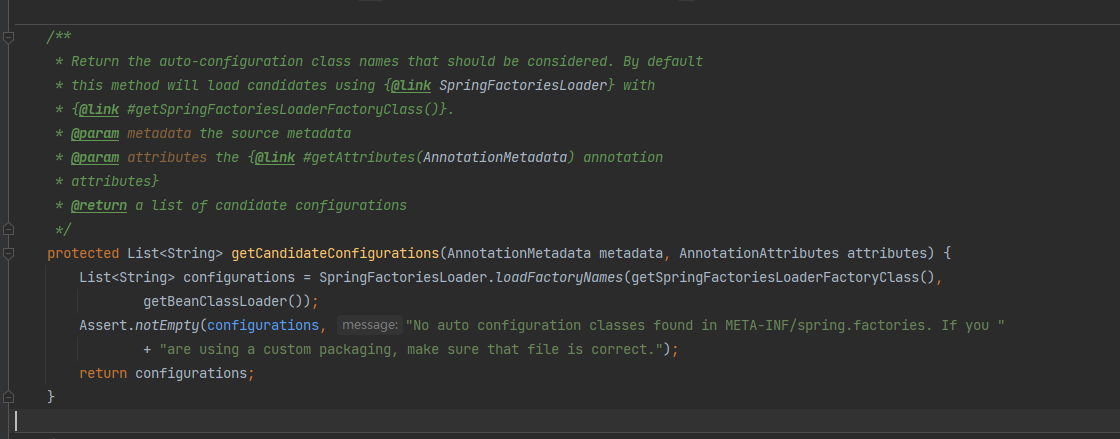 /**
 * Return the auto-configuration class names that should be considered. By default
 * this method will load candidates using {@link SpringFactoriesLoader} with
 * {@link #getSpringFactoriesLoaderFactoryClass()}.
 * @param metadata the source metadata
 * @param attributes the {@link #getAttributes(AnnotationMetadata) annotation
 * attributes}
 * @return a list of candidate configurations
 */
protected List<String> getCandidateConfigurations(AnnotationMetadata metadata, AnnotationAttributes attributes) {
    List<String> configurations = SpringFactoriesLoader.loadFactoryNames(getSpringFactoriesLoaderFactoryClass(),
            getBeanClassLoader());
    Assert.notEmpty(configurations, message: "No auto configuration classes found in META-INF/spring.factories. If you "
            + "are using a custom packaging, make sure that file is correct.");
    return configurations;
}